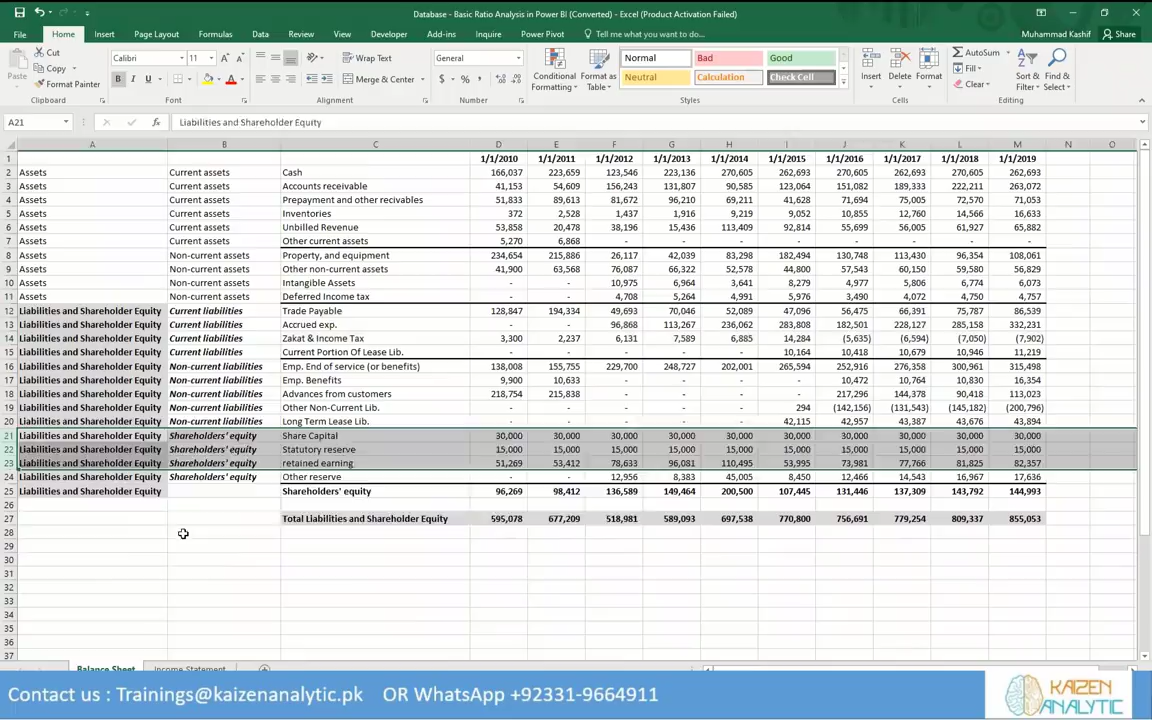 Database - Basic Ratio Analysis in Power BI (Converted) - Excel (Product Activation Failed)
File Home Insert Page Layout Formulas Data Review View Developer Add-ins Inquire Power Pivot Tell me what you want to do... Muhammad Kashif Share
Cut
Copy
Format Painter
Paste
Clipboard
Calibri 11
B I U
Font
Wrap Text
Merge & Center
Alignment
General
$ % ,
Number
Conditional Formatting
Format as Table
Normal Bad Good
Neutral Calculation Check Cell
Styles
Insert Delete Format
Cells
AutoSum
Fill
Clear
Sort & Filter
Find & Select
Editing
A21 fx Liabilities and Shareholder Equity
A B C D E F G H I J K L M N O
1 1/1/2010 1/1/2011 1/1/2012 1/1/2013 1/1/2014 1/1/2015 1/1/2016 1/1/2017 1/1/2018 1/1/2019
2 Assets Current assets Cash 166,037 223,659 123,546 223,136 270,605 262,693 270,605 262,693 270,605 262,693
3 Assets Current assets Accounts receivable 41,153 54,609 156,243 131,807 90,585 123,064 151,082 189,333 222,211 263,072
4 Assets Current assets Prepayment and other recivables 51,833 89,613 81,672 96,210 69,211 41,628 71,694 75,005 72,570 71,053
5 Assets Current assets Inventories 372 2,528 1,437 1,916 9,219 9,052 10,855 12,760 14,566 16,633
6 Assets Current assets Unbilled Revenue 53,858 20,478 38,196 15,436 113,409 92,814 55,699 56,005 61,927 65,882
7 Assets Current assets Other current assets 5,270 6,868 - - - - - - - -
8 Assets Non-current assets Property, and equipment 234,654 215,886 26,117 42,039 83,298 182,494 130,748 113,430 96,354 108,061
9 Assets Non-current assets Other non-current assets 41,900 63,568 76,087 66,322 52,578 44,800 57,543 60,150 59,580 56,829
10 Assets Non-current assets Intangible Assets - - 10,975 6,964 3,641 8,279 4,977 5,806 6,774 6,073
11 Assets Non-current assets Deferred Income tax - - 4,708 5,264 4,991 5,976 3,490 4,072 4,750 4,757
12 Liabilities and Shareholder Equity Current liabilities Trade Payable 128,847 194,334 49,693 70,046 52,089 47,096 56,475 66,391 75,787 86,539
13 Liabilities and Shareholder Equity Current liabilities Accrued exp. - - 96,868 113,267 236,062 283,808 182,501 228,127 285,158 332,231
14 Liabilities and Shareholder Equity Current liabilities Zakat & Income Tax 3,300 2,237 6,131 7,589 6,885 14,284 (5,635) (6,594) (7,050) (7,902)
15 Liabilities and Shareholder Equity Current liabilities Current Portion Of Lease Lib. - - - - - 10,164 10,418 10,679 10,946 11,219
16 Liabilities and Shareholder Equity Non-current liabilities Emp. End of service (or benefits) 138,008 155,755 229,700 248,727 202,001 265,594 252,916 276,358 300,961 315,498
17 Liabilities and Shareholder Equity Non-current liabilities Emp. Benefits 9,900 10,633 - - - - 10,472 10,764 10,830 16,354
18 Liabilities and Shareholder Equity Non-current liabilities Advances from customers 218,754 215,838 - - - - 217,296 144,378 98,233 113,023
19 Liabilities and Shareholder Equity Non-current liabilities Other Non-Current Lib. - - - - - 294 (142,156) (131,543) (145,182) (200,796)
20 Liabilities and Shareholder Equity Non-current liabilities Long Term Lease Lib. - - - - - 42,115 42,957 43,387 43,676 43,894
21 Liabilities and Shareholder Equity Shareholders' equity Share Capital 30,000 30,000 30,000 30,000 30,000 30,000 30,000 30,000 30,000 30,000
22 Liabilities and Shareholder Equity Shareholders' equity Statutory reserve 15,000 15,000 15,000 15,000 15,000 15,000 15,000 15,000 15,000 15,000
23 Liabilities and Shareholder Equity Shareholders' equity retained earning 51,269 53,412 78,633 96,081 110,495 53,995 73,981 77,766 81,825 82,357
24 Liabilities and Shareholder Equity Shareholders' equity Other reserve - - 12,956 8,383 45,005 8,450 12,466 14,543 16,967 17,636
25 Liabilities and Shareholder Equity Shareholders' equity 96,269 98,412 136,589 149,464 200,500 107,445 131,446 137,309 143,792 144,993
26
27 Total Liabilities and Shareholder Equity 595,078 677,209 518,981 589,093 697,538 770,800 756,691 779,254 809,337 855,053
28
29
30
31
32
33
34
35
36
37
Balance Sheet Income Statement
Contact us : Trainings@kaizenanalytic.pk OR WhatsApp +92331-9664911
KAIZEN
ANALYTIC